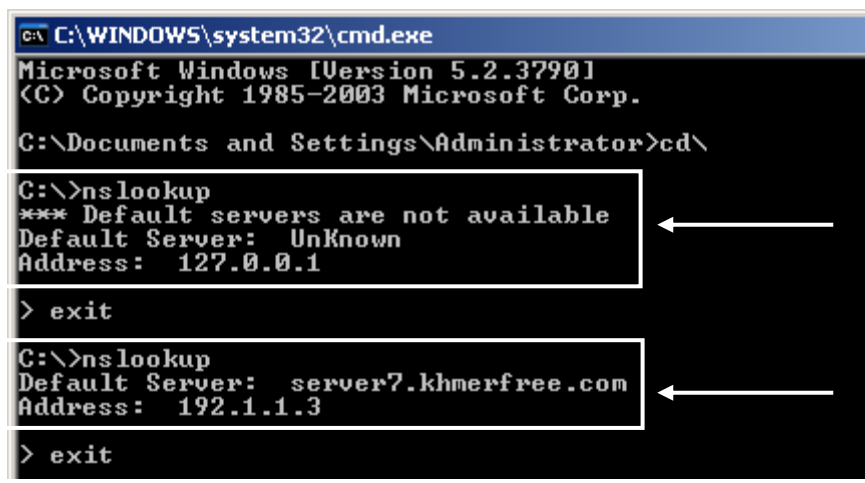 C:\WINDOWS\system32\cmd.exe
Microsoft Windows [Version 5.2.3790]
(C) Copyright 1985-2003 Microsoft Corp.
C:\Documents and Settings\Administrator>cd\
C:\>nslookup
*** Default servers are not available
Default Server:  UnKnown
Address:  127.0.0.1
> exit
C:\>nslookup
Default Server:  server7.khmerfree.com
Address:  192.1.1.3
> exit